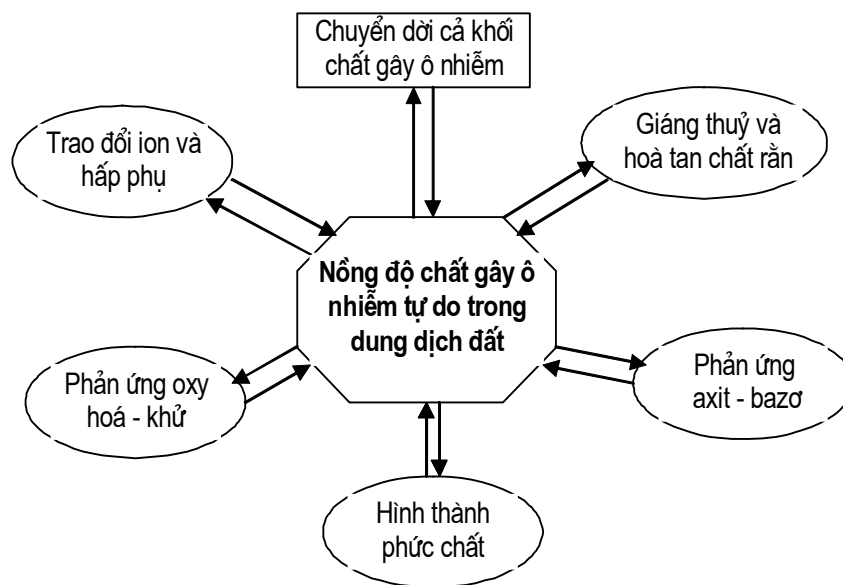 Chuyển dời cả khối
chất gây ô nhiễm
Trao đổi ion và
hấp phụ
Giáng thuỷ và
hoà tan chất rằn
Nồng độ chất gây ô
nhiễm tự do trong
dung dịch đất
Phản ứng oxy
hoá - khử
Phản ứng
axit - bazơ
Hình thành
phức chất